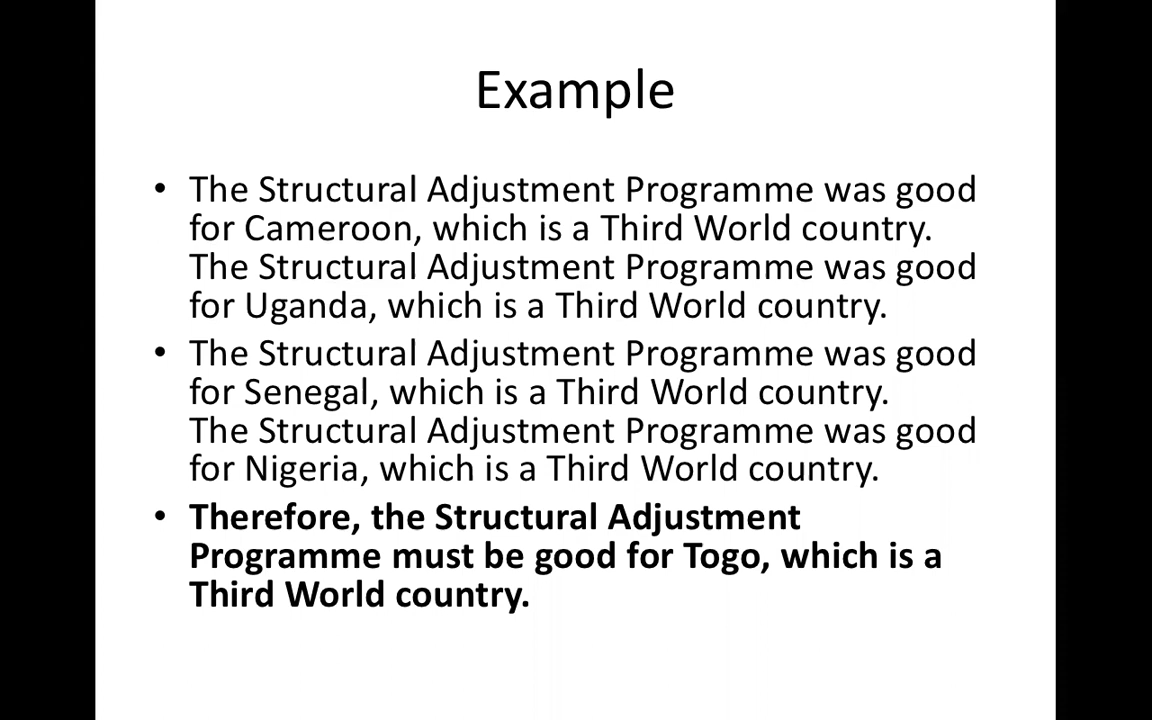 Example
• The Structural Adjustment Programme was good
for Cameroon, which is a Third World country.
The Structural Adjustment Programme was good
for Uganda, which is a Third World country.
• The Structural Adjustment Programme was good
for Senegal, which is a Third World country.
The Structural Adjustment Programme was good
for Nigeria, which is a Third World country.
• Therefore, the Structural Adjustment
Programme must be good for Togo, which is a
Third World country.